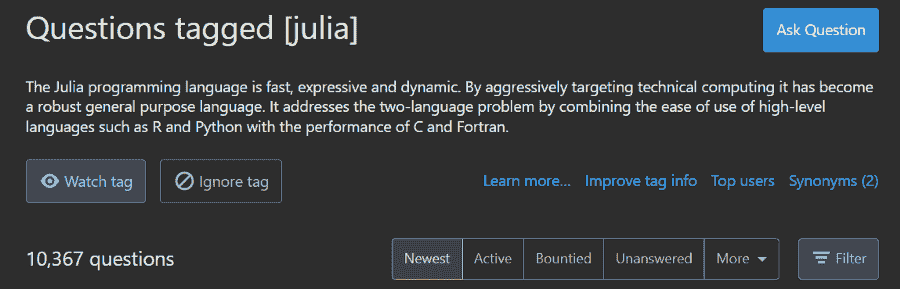 Questions tagged [julia]
Ask Question
The Julia programming language is fast, expressive and dynamic. By aggressively targeting technical computing it has become
a robust general purpose language. It addresses the two-language problem by combining the ease of use of high-level
languages such as R and Python with the performance of C and Fortran.
Watch tag
Ignore tag
Learn more...
Improve tag info
Top users
Synonyms (2)
10,367 questions
Newest
Active
Bountied
Unanswered
More
Filter